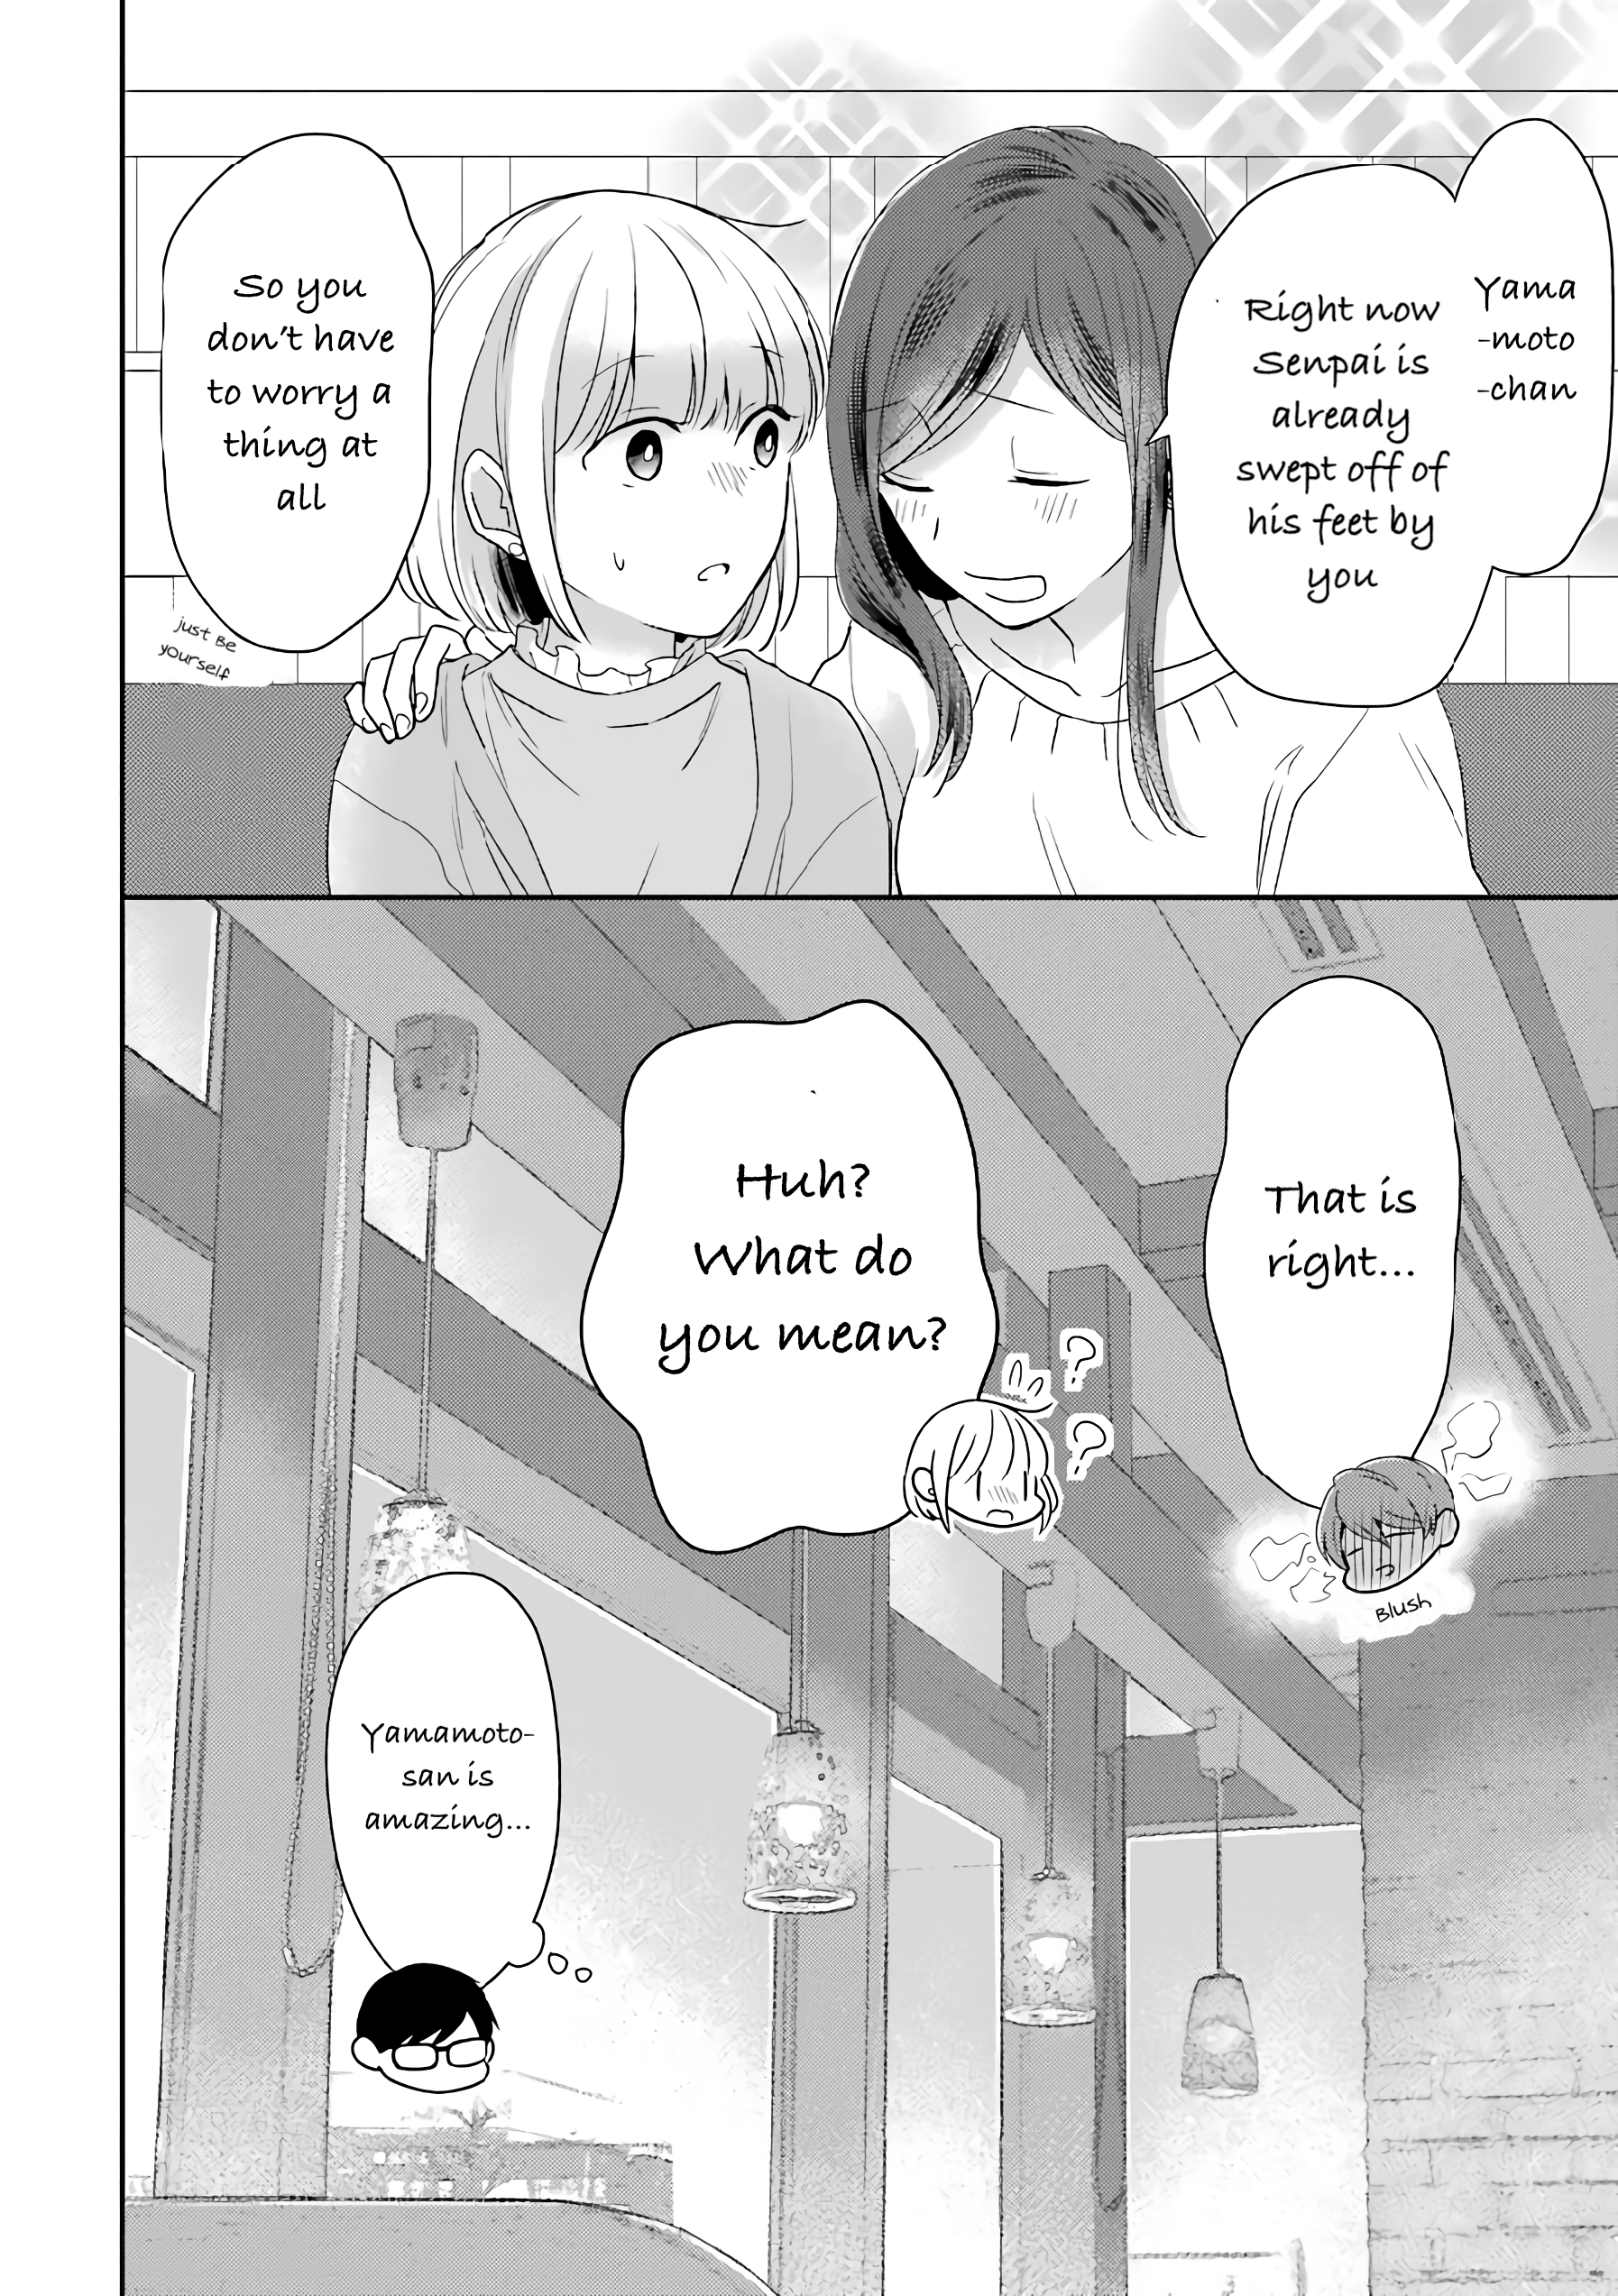 Yama
-moto
-chan
Right now
Senpai is
already
swept off of
his feet by
you
So you
don't have
to worry a
thing at
all
just Be
yourself
That is
right...
Blush
Huh?
What do
you mean?
? 
?
Yamamoto-
san is
amazing...